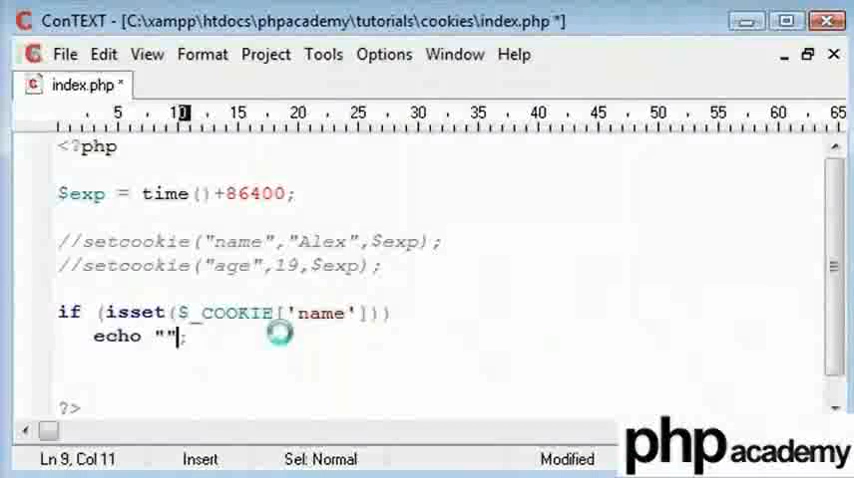 ConTEXT - [C:\xampp\htdocs\phpacademy\tutorials\cookies\index.php *]
File Edit View Format Project Tools Options Window Help
index.php *
5 10 15 20 25 30 35 40 45 50 55 60 65
<?php
$exp = time()+86400;
//setcookie("name","Alex",$exp);
//setcookie("age",19,$exp);
if (isset($_COOKIE['name']))
echo "";
?>
Ln 9, Col 11 Insert Sel: Normal Modified
php academy